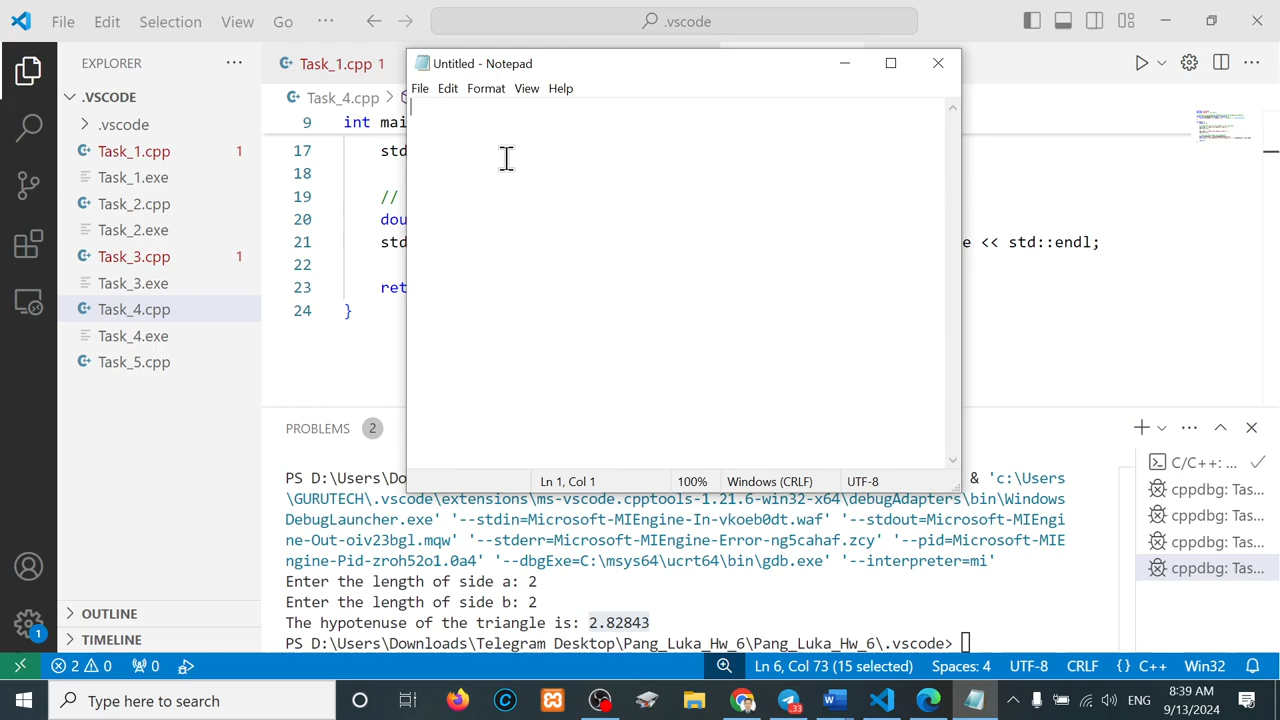 File Edit Selection View Go ··· .vscode
EXPLORER ···
.VSCODE
.vscode
Task_1.cpp 1
Task_1.exe
Task_2.cpp
Task_2.exe
Task_3.cpp 1
Task_3.exe
Task_4.cpp
Task_4.exe
Task_5.cpp
OUTLINE
TIMELINE
Task_1.cpp 1
Task_4.cpp >
Untitled - Notepad
File Edit Format View Help
Ln 1, Col 1 100% Windows (CRLF) UTF-8
9 int mai
17 std
18
19 //
20 dou
21 std e << std::endl;
22
23 ret
24 }
PROBLEMS 2
PS D:\Users\Do & 'c:\Users
\GURUTECH\.vscode\extensions\ms-vscode.cpptools-1.21.6-win32-x64\debugAdapters\bin\Windows
DebugLauncher.exe' '--stdin=Microsoft-MIEngine-In-vkoeb0dt.waf' '--stdout=Microsoft-MIEngi
ne-Out-oiv23bgl.mqw' '--stderr=Microsoft-MIEngine-Error-ng5cahaf.zcy' '--pid=Microsoft-MIE
ngine-Pid-zroh52o1.0a4' '--dbgExe=C:\msys64\ucrt64\bin\gdb.exe' '--interpreter=mi'
Enter the length of side a: 2
Enter the length of side b: 2
The hypotenuse of the triangle is: 2.82843
PS D:\Users\Downloads\Telegram Desktop\Pang_Luka_Hw_6\Pang_Luka_Hw_6\.vscode>
C/C++: ...
cppdbg: Tas...
cppdbg: Tas...
cppdbg: Tas...
cppdbg: Tas...
1
2 0 0 Ln 6, Col 73 (15 selected) Spaces: 4 UTF-8 CRLF {} C++ Win32
Type here to search
33
ENG
8:39 AM
9/13/2024